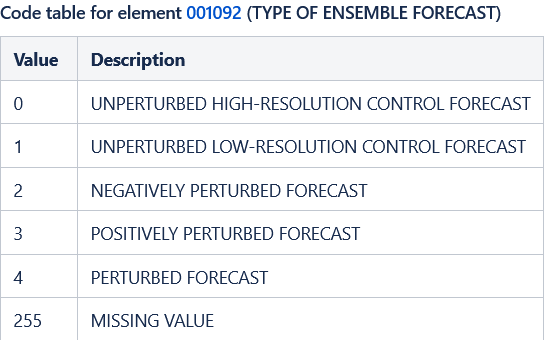 Code table for element 001092 (TYPE OF ENSEMBLE FORECAST)
Value Description
0 UNPERTURBED HIGH-RESOLUTION CONTROL FORECAST
1 UNPERTURBED LOW-RESOLUTION CONTROL FORECAST
2 NEGATIVELY PERTURBED FORECAST
3 POSITIVELY PERTURBED FORECAST
4 PERTURBED FORECAST
255 MISSING VALUE